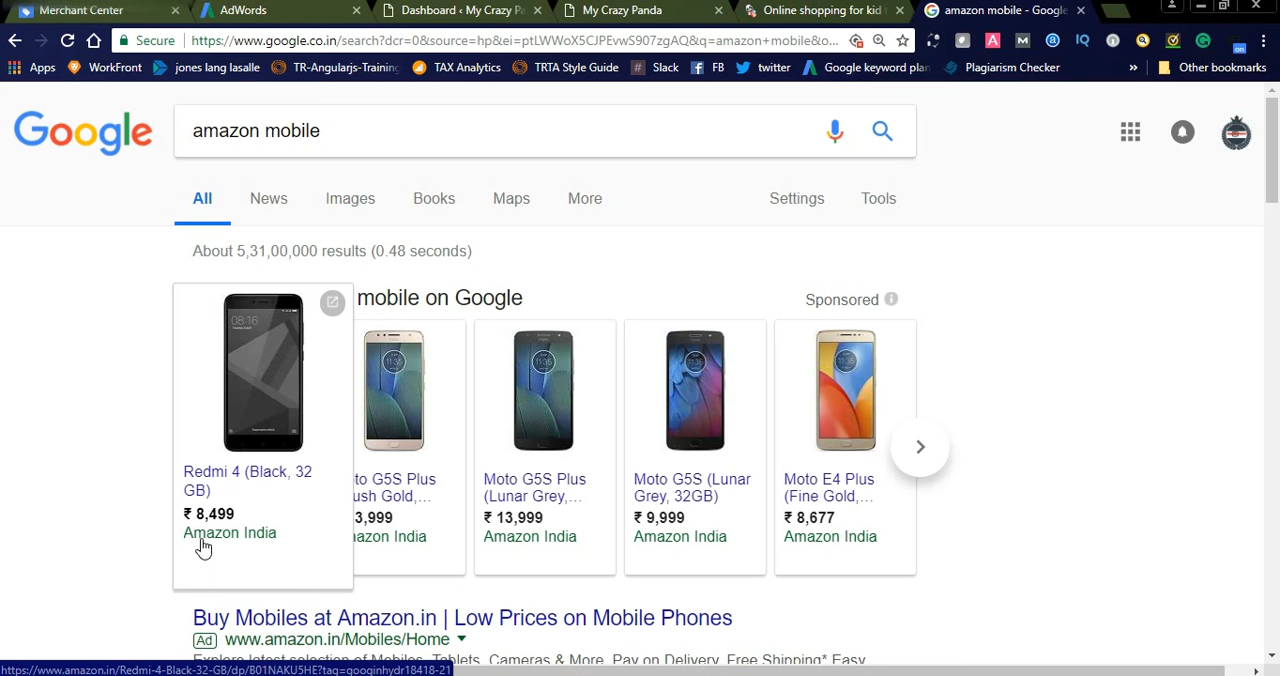 Merchant Center
AdWords
Dashboard ‹ My Crazy Pa
My Crazy Panda
Online shopping for kid
amazon mobile - Google
Secure
https://www.google.co.in/search?dcr=0&source=hp&ei=ptLWWoX5CJPEvwS907zgAQ&q=amazon+mobile&o...
Apps
WorkFront
jones lang lasalle
TR-Angularjs-Training
TAX Analytics
TRTA Style Guide
Slack
FB
twitter
Google keyword plan
Plagiarism Checker
»
Other bookmarks
on
Google
amazon mobile
All
News
Images
Books
Maps
More
Settings
Tools
About 5,31,00,000 results (0.48 seconds)
mobile on Google
Sponsored
Redmi 4 (Black, 32
GB)
₹ 8,499
Amazon India
to G5S Plus
ush Gold,...
3,999
azon India
Moto G5S Plus
(Lunar Grey,...
₹ 13,999
Amazon India
Moto G5S (Lunar
Grey, 32GB)
₹ 9,999
Amazon India
Moto E4 Plus
(Fine Gold,...
₹ 8,677
Amazon India
Buy Mobiles at Amazon.in | Low Prices on Mobile Phones
Ad www.amazon.in/Mobiles/Home
Explore latest selection of Mobiles, Tablets, Cameras & More. Pay on Delivery. Free Shipping* Easy
https://www.amazon.in/Redmi-4-Black-32-GB/dp/B01NAKU5HE?tag=googinhydr18418-21